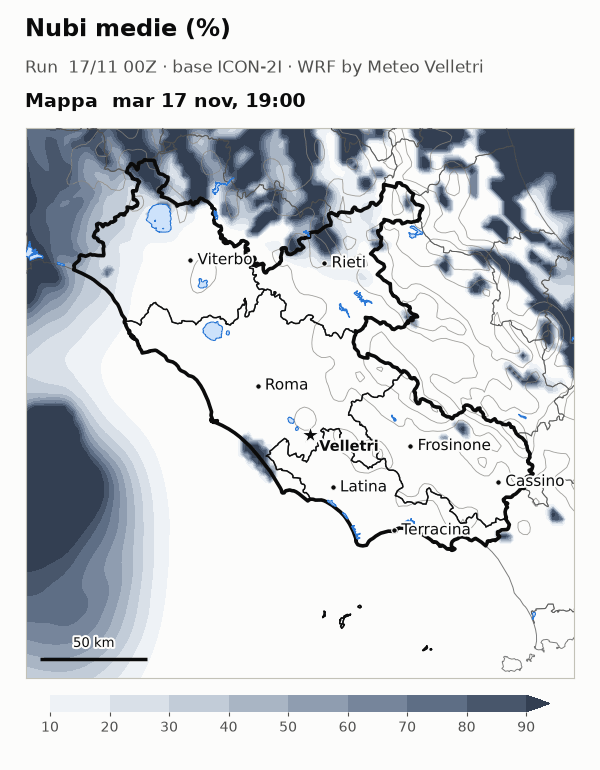 Nubi medie (%)
Run  17/11 00Z · base ICON-2I · WRF by Meteo Velletri
Mappa  mar 17 nov, 19:00
Viterbo
Rieti
Roma
Velletri
Frosinone
Cassino
Latina
Terracina
50 km
10 20 30 40 50 60 70 80 90